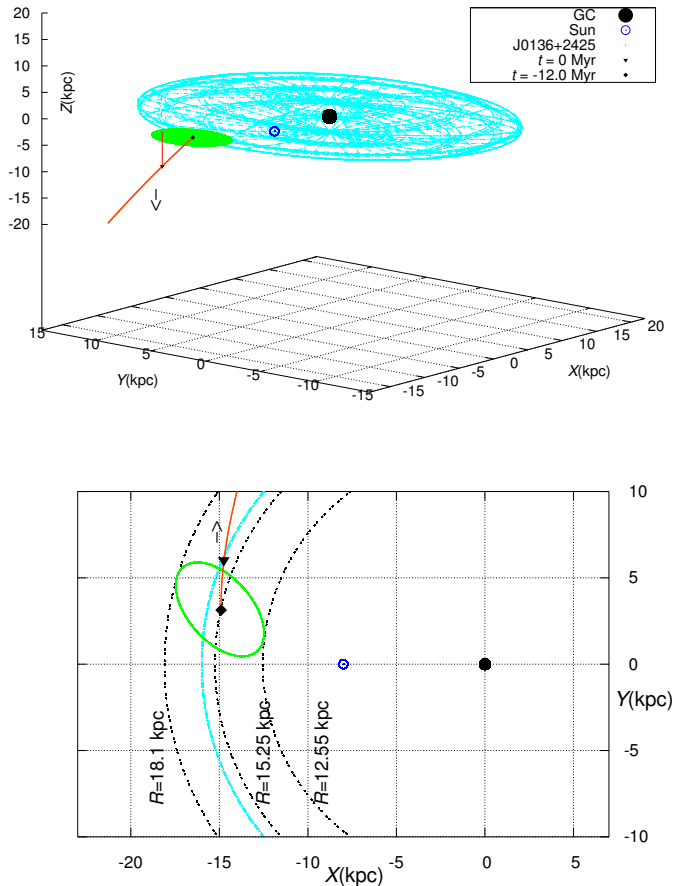 GC
Sun
J0136+2425
t = 0 Myr
t = -12.0 Myr
Z(kpc)
20
15
10
5
0
-5
-10
-15
-20
15
10
5
0
-5
-10
-15
Y(kpc)
-15
-10
-5
0
5
10
15
20
X(kpc)
10
5
0
-5
-10
Y(kpc)
R=18.1 kpc
R=15.25 kpc
R=12.55 kpc
-20
-15
-10
-5
0
5
X(kpc)